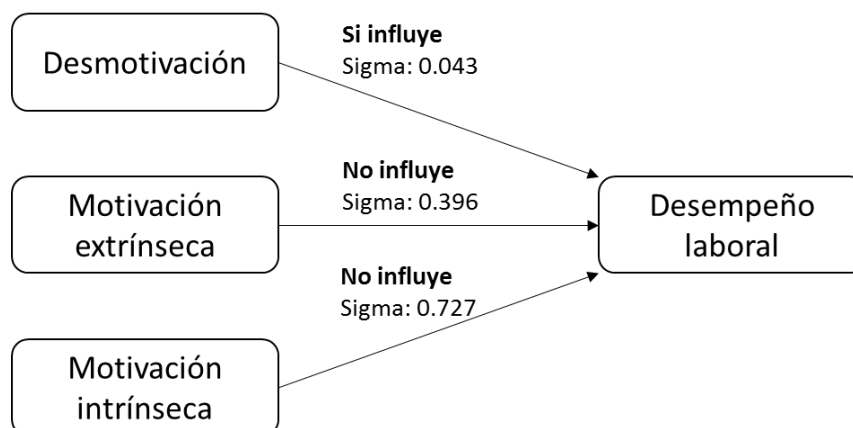 Desmotivación
Si influye
Sigma: 0.043
Motivación
extrínseca
No influye
Sigma: 0.396
Desempeño
laboral
No influye
Sigma: 0.727
Motivación
intrínseca